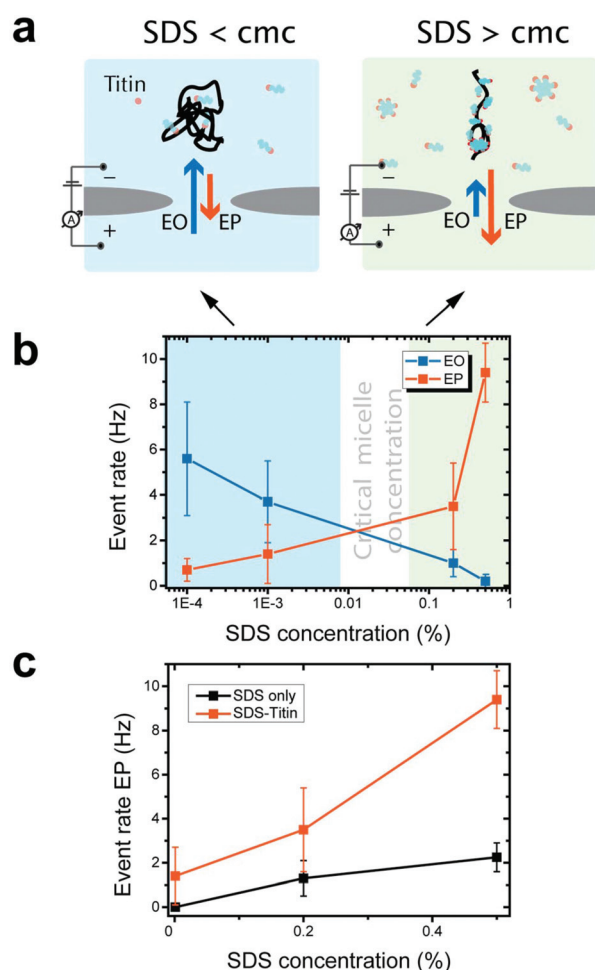 a
SDS < cmc
SDS > cmc
Titin
−
A
+
EO
EP
−
A
+
EO
EP
b
10
8
6
4
2
0
Event rate (Hz)
EO
EP
Critical micelle
concentration
1E-4
1E-3
0.01
0.1
1
SDS concentration (%)
c
10
8
6
4
2
0
Event rate EP (Hz)
SDS only
SDS-Titin
0
0.2
0.4
SDS concentration (%)